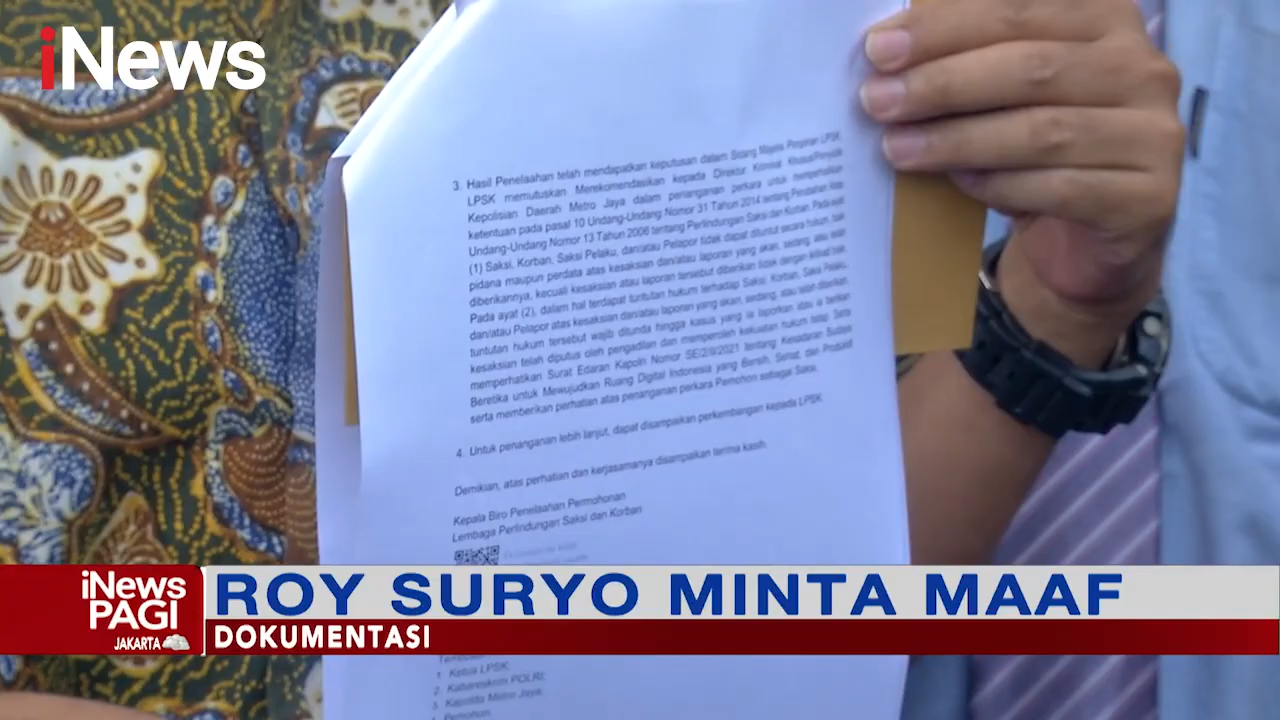 iNews
3. Hasil Penelaahan telah mendapatkan keputusan dalam Sidang Majelis Pimpinan LPSK
LPSK memutuskan Merekomendasikan kepada Direktur Kriminal Khusus/Penyidik
Kepolisian Daerah Metro Jaya dalam penanganan perkara untuk memperhatikan
ketentuan pada pasal 10 Undang-Undang Nomor 31 Tahun 2014 tentang Perubahan Atas
Undang-Undang Nomor 13 Tahun 2006 tentang Perlindungan Saksi dan Korban. Pada ayat
(1) Saksi, Korban, Saksi Pelaku, dan/atau Pelapor tidak dapat dituntut secara hukum, baik
pidana maupun perdata atas kesaksian dan/atau laporan yang akan, sedang, atau telah
diberikannya, kecuali kesaksian atau laporan tersebut diberikan tidak dengan itikad baik.
Pada ayat (2), dalam hal terdapat tuntutan hukum terhadap Saksi, Korban, Saksi Pelaku,
dan/atau Pelapor atas kesaksian dan/atau laporan yang akan, sedang, atau telah diberikan,
tuntutan hukum tersebut wajib ditunda hingga kasus yang ia laporkan atau ia berikan
kesaksian telah diputus oleh pengadilan dan memperoleh kekuatan hukum tetap. Serta
memperhatikan Surat Edaran Kapolri Nomor SE/2/II/2021 tentang Kesadaran Budaya
Beretika untuk Mewujudkan Ruang Digital Indonesia yang Bersih, Sehat, dan Produktif
serta memberikan perhatian atas penanganan perkara Pemohon sebagai Saksi.
4. Untuk penanganan lebih lanjut, dapat disampaikan perkembangan kepada LPSK
Demikian, atas perhatian dan kerjasamanya disampaikan terima kasih.
Kepala Biro Penelaahan Permohonan
Lembaga Perlindungan Saksi dan Korban
iNews
PAGI
JAKARTA
ROY SURYO MINTA MAAF
DOKUMENTASI
1. Ketua LPSK;
2. Kabareskrim POLRI;
3. Kapolda Metro Jaya;
Pemohon